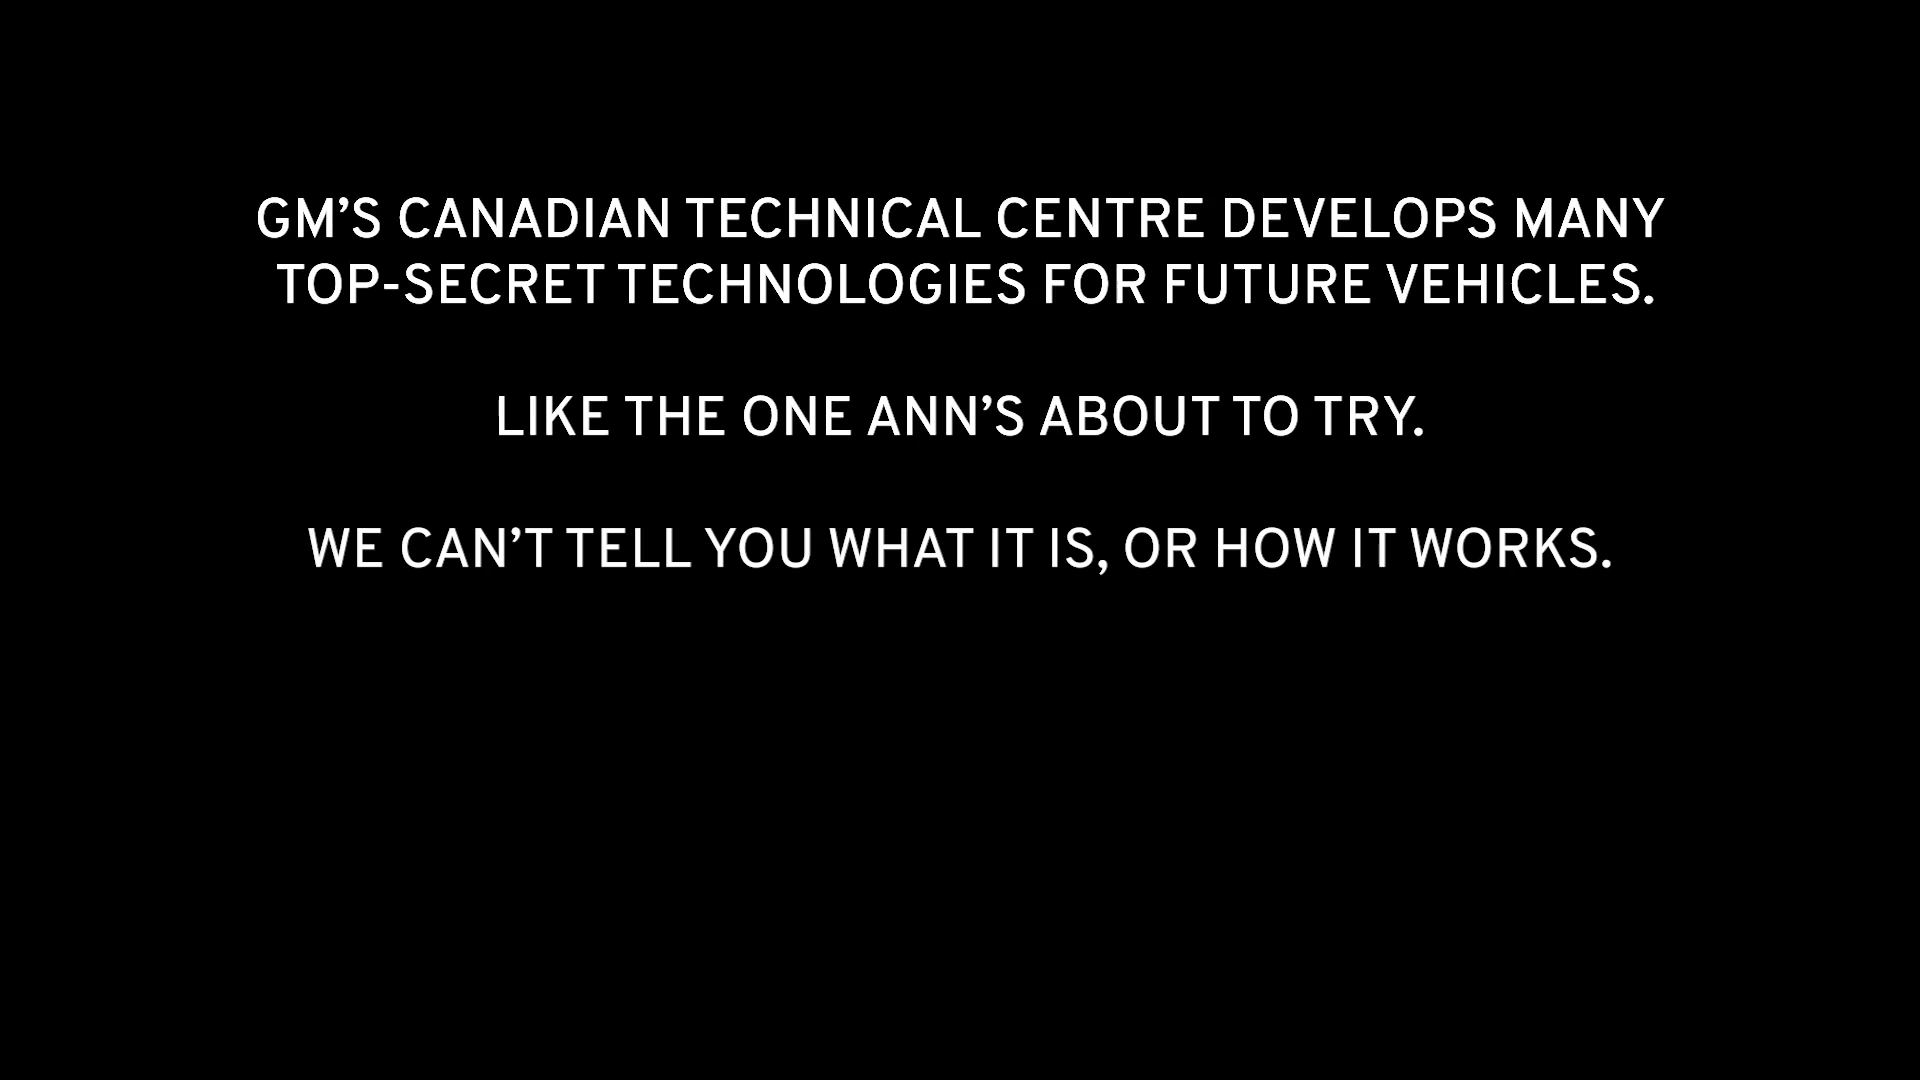 GM’S CANADIAN TECHNICAL CENTRE DEVELOPS MANY
TOP-SECRET TECHNOLOGIES FOR FUTURE VEHICLES.
LIKE THE ONE ANN’S ABOUT TO TRY.
WE CAN’T TELL YOU WHAT IT IS, OR HOW IT WORKS.